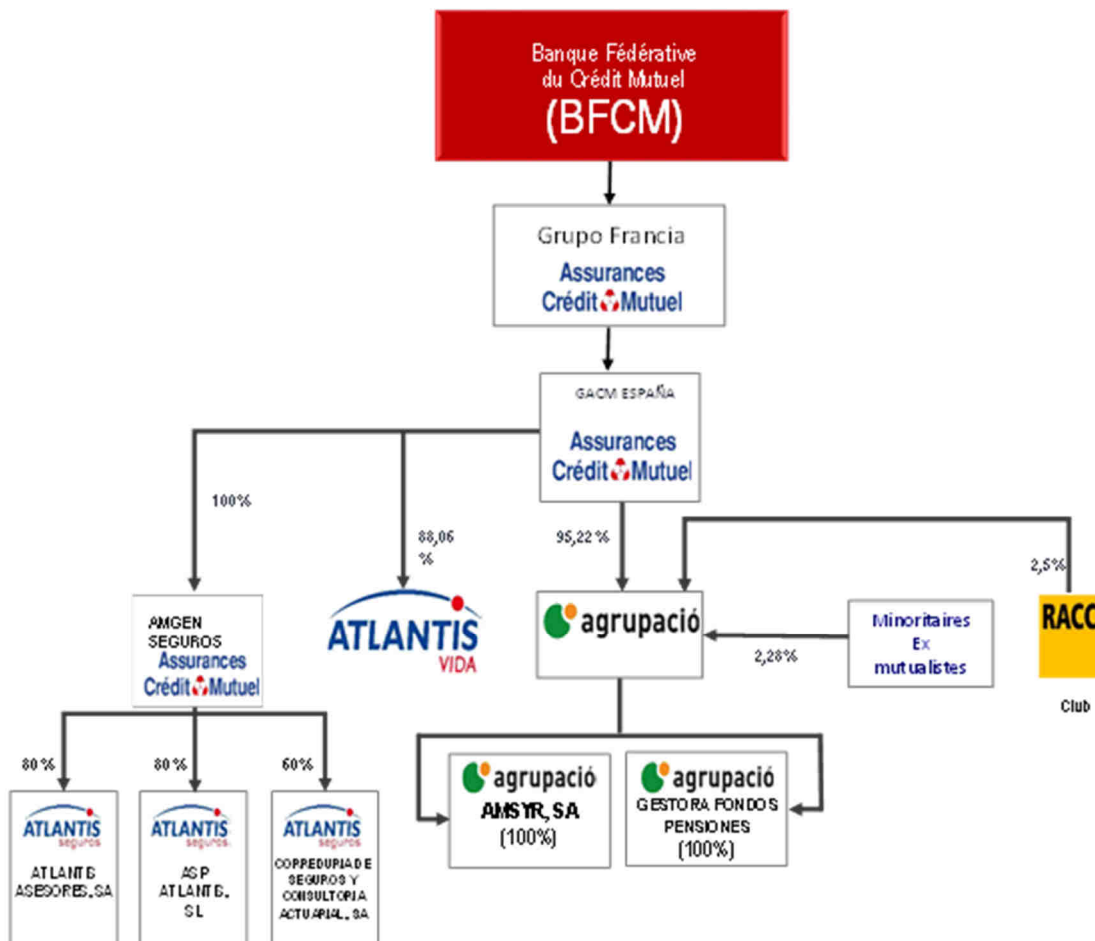 Banque Fédérative
du Crédit Mutuel
(BFCM)
Grupo Francia
Assurances
Crédit Mutuel
GACM ESPAÑA
Assurances
Crédit Mutuel
100%
88,06
%
95,22 %
2,5%
AMGEN
SEGUROS
Assurances
Crédit Mutuel
ATLANTIS
VIDA
agrupació
2,28%
Minoritaires
Ex
mutualistes
RACC
Club
80%
80%
60%
ATLANTIS
seguros
ATLANTIS
ASESORES, SA
ATLANTIS
seguros
ASP
ATLANTIS,
SL
ATLANTIS
seguros
CORREDURIA DE
SEGUROS Y
CONSULTORIA
ACTUARIAL, SA
agrupació
AMSYR, SA
(100%)
agrupació
GESTORA FONDOS
PENSIONES
(100%)